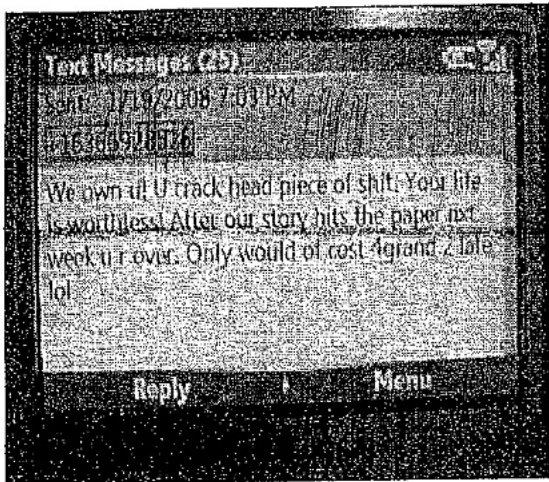 Text Messages (25)
Sent: 1/19/2008 7:03 PM
We own u! U crack head piece of shit. Your life
is worthless! After our story hits the paper nxt
week u r over. Only would of cost 4grand 2 late
lol
Reply Menu